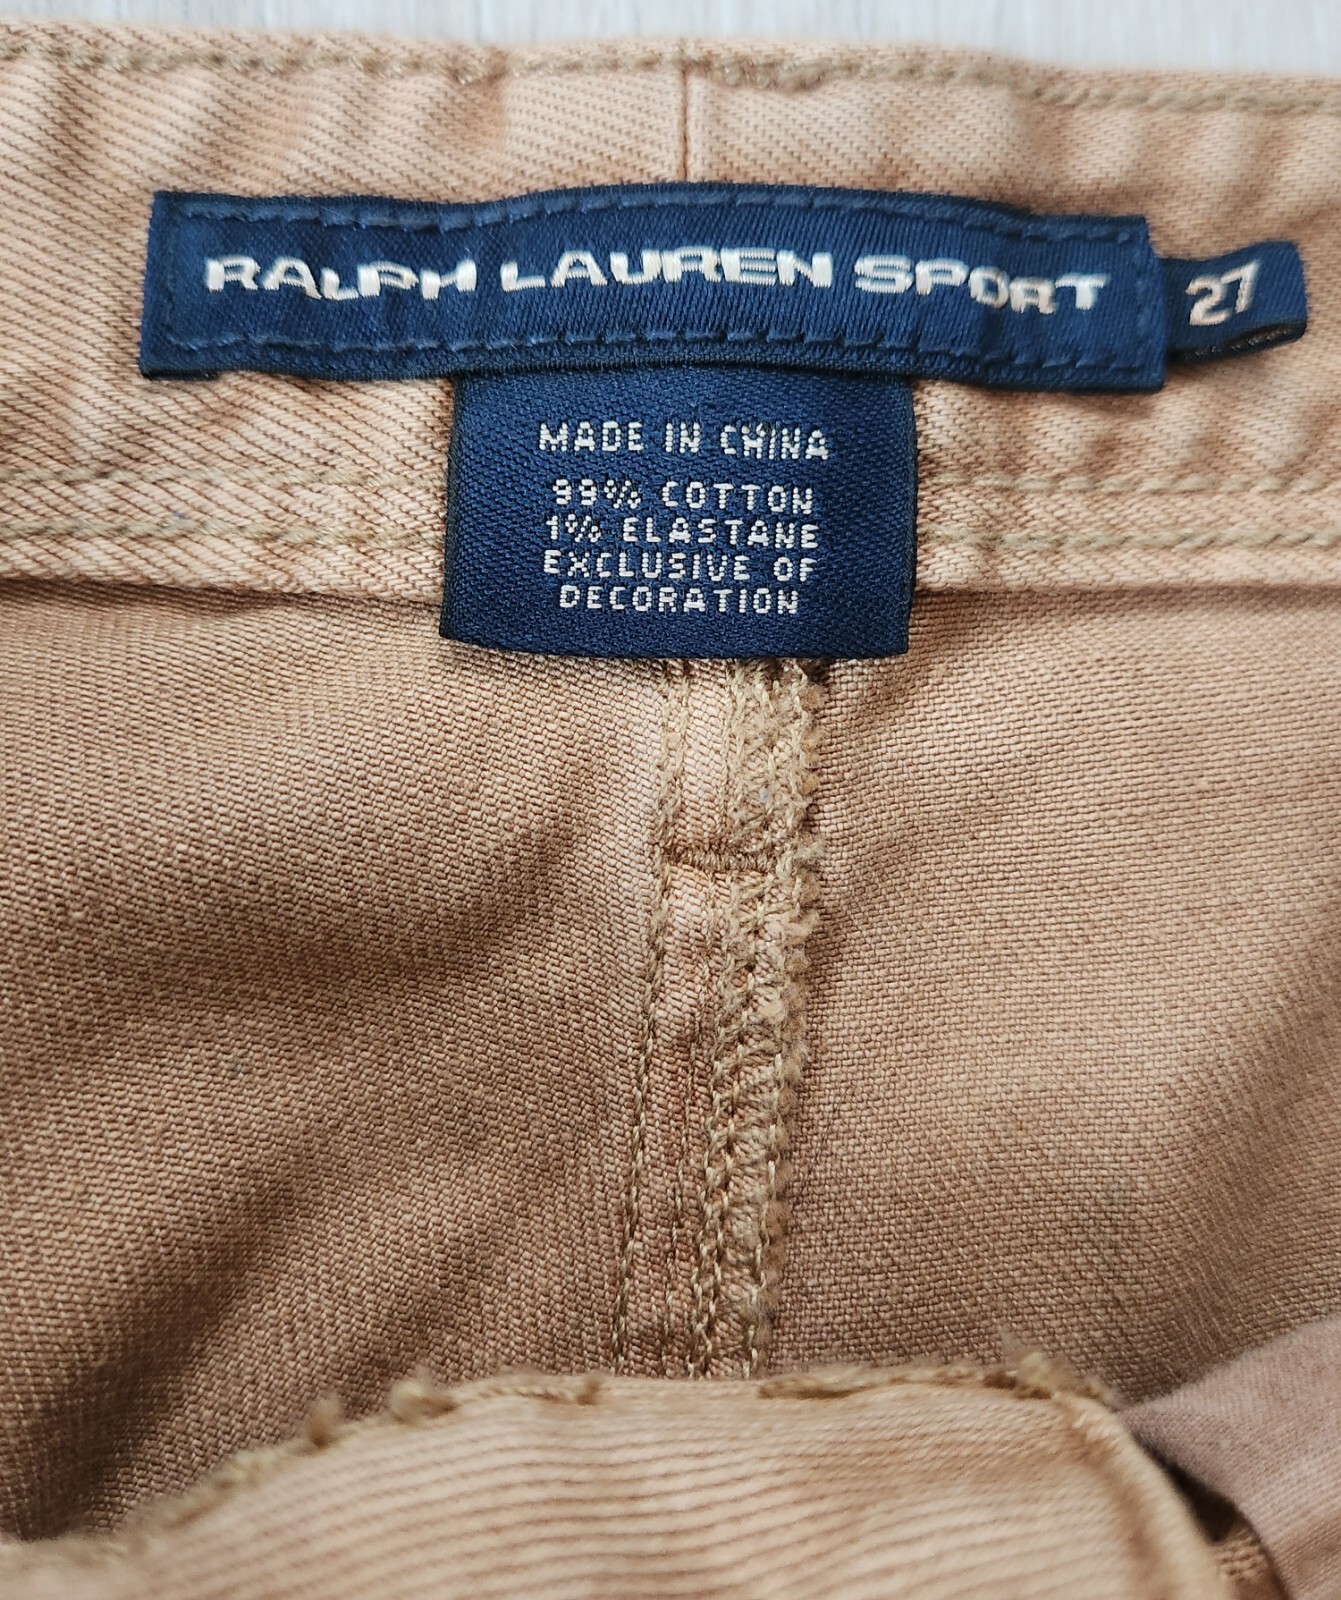 RALPH LAUREN SPORT
27
MADE IN CHINA
99% COTTON
1% ELASTANE
EXCLUSIVE OF
DECORATION